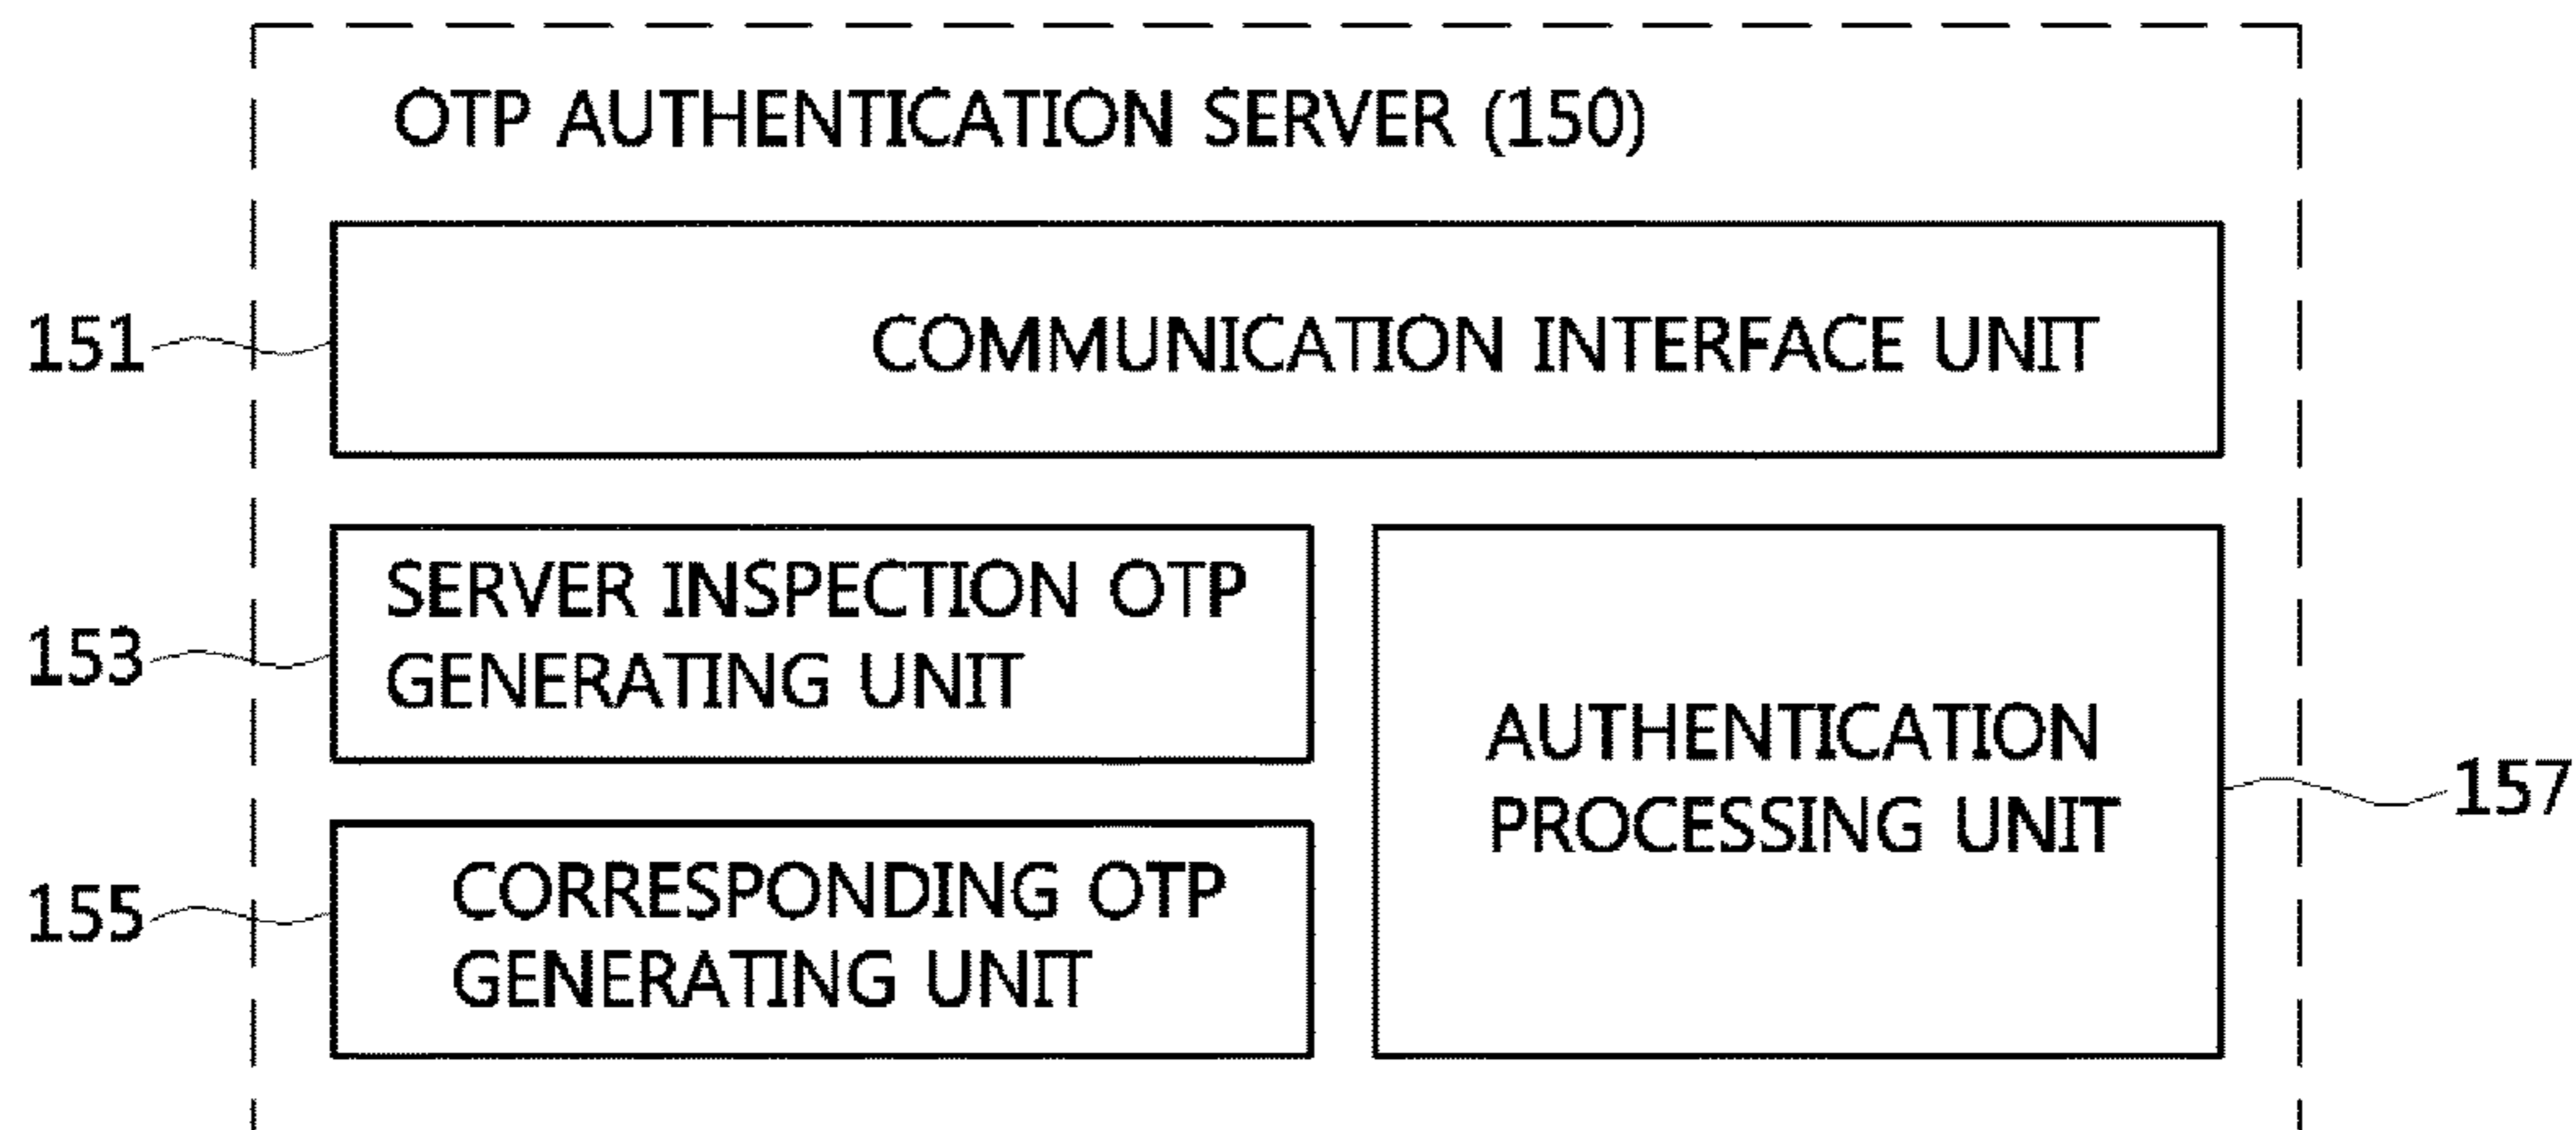 OTP AUTHENTICATION SERVER (150)
151
COMMUNICATION INTERFACE UNIT
153
SERVER INSPECTION OTP
GENERATING UNIT
155
CORRESPONDING OTP
GENERATING UNIT
AUTHENTICATION
PROCESSING UNIT
157